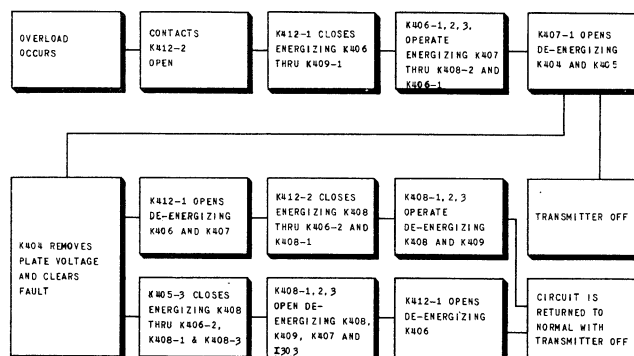 OVERLOAD
OCCURS
CONTACTS
K412-2
OPEN
K412-1 CLOSES
ENERGIZING K406
THRU K409-1
K406-1,2,3,
OPERATE
ENERGIZING K407
THRU K408-2 AND
K406-1
K407-1 OPENS
DE-ENERGIZING
K404 AND K405
K404 REMOVES
PLATE VOLTAGE
AND CLEARS
FAULT
K412-1 OPENS
DE-ENERGIZING
K406 AND K407
K412-2 CLOSES
ENERGIZING K408
THRU K406-2 AND
K408-1
K408-1,2,3
OPERATE
DE-ENERGIZING
K408 AND K409
TRANSMITTER OFF
K405-3 CLOSES
ENERGIZING K408
THRU K406-2,
K408-1 & K408-3
K408-1,2,3
OPEN DE-
ENERGIZING K408,
K409, K407 AND
I303
K412-1 OPENS
DE-ENERGIZING
K406
CIRCUIT IS
RETURNED TO
NORMAL WITH
TRANSMITTER OFF